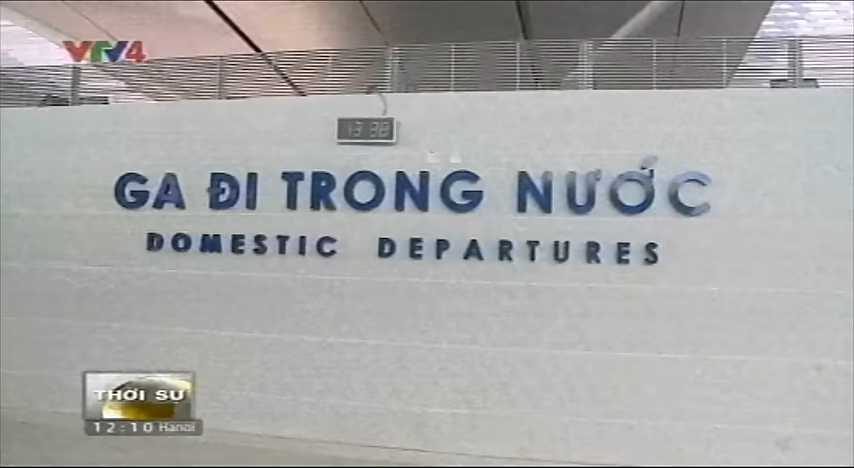 VTV4
13 38
GA ĐI TRONG NƯỚC
DOMESTIC DEPARTURES
THỜI SỰ
12:10 Hanoi